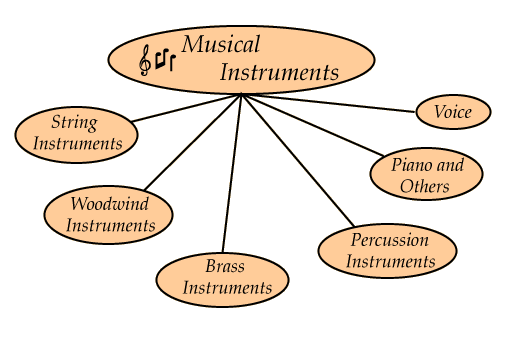 Musical
Instruments
String
Instruments
Woodwind
Instruments
Brass
Instruments
Percussion
Instruments
Piano and
Others
Voice